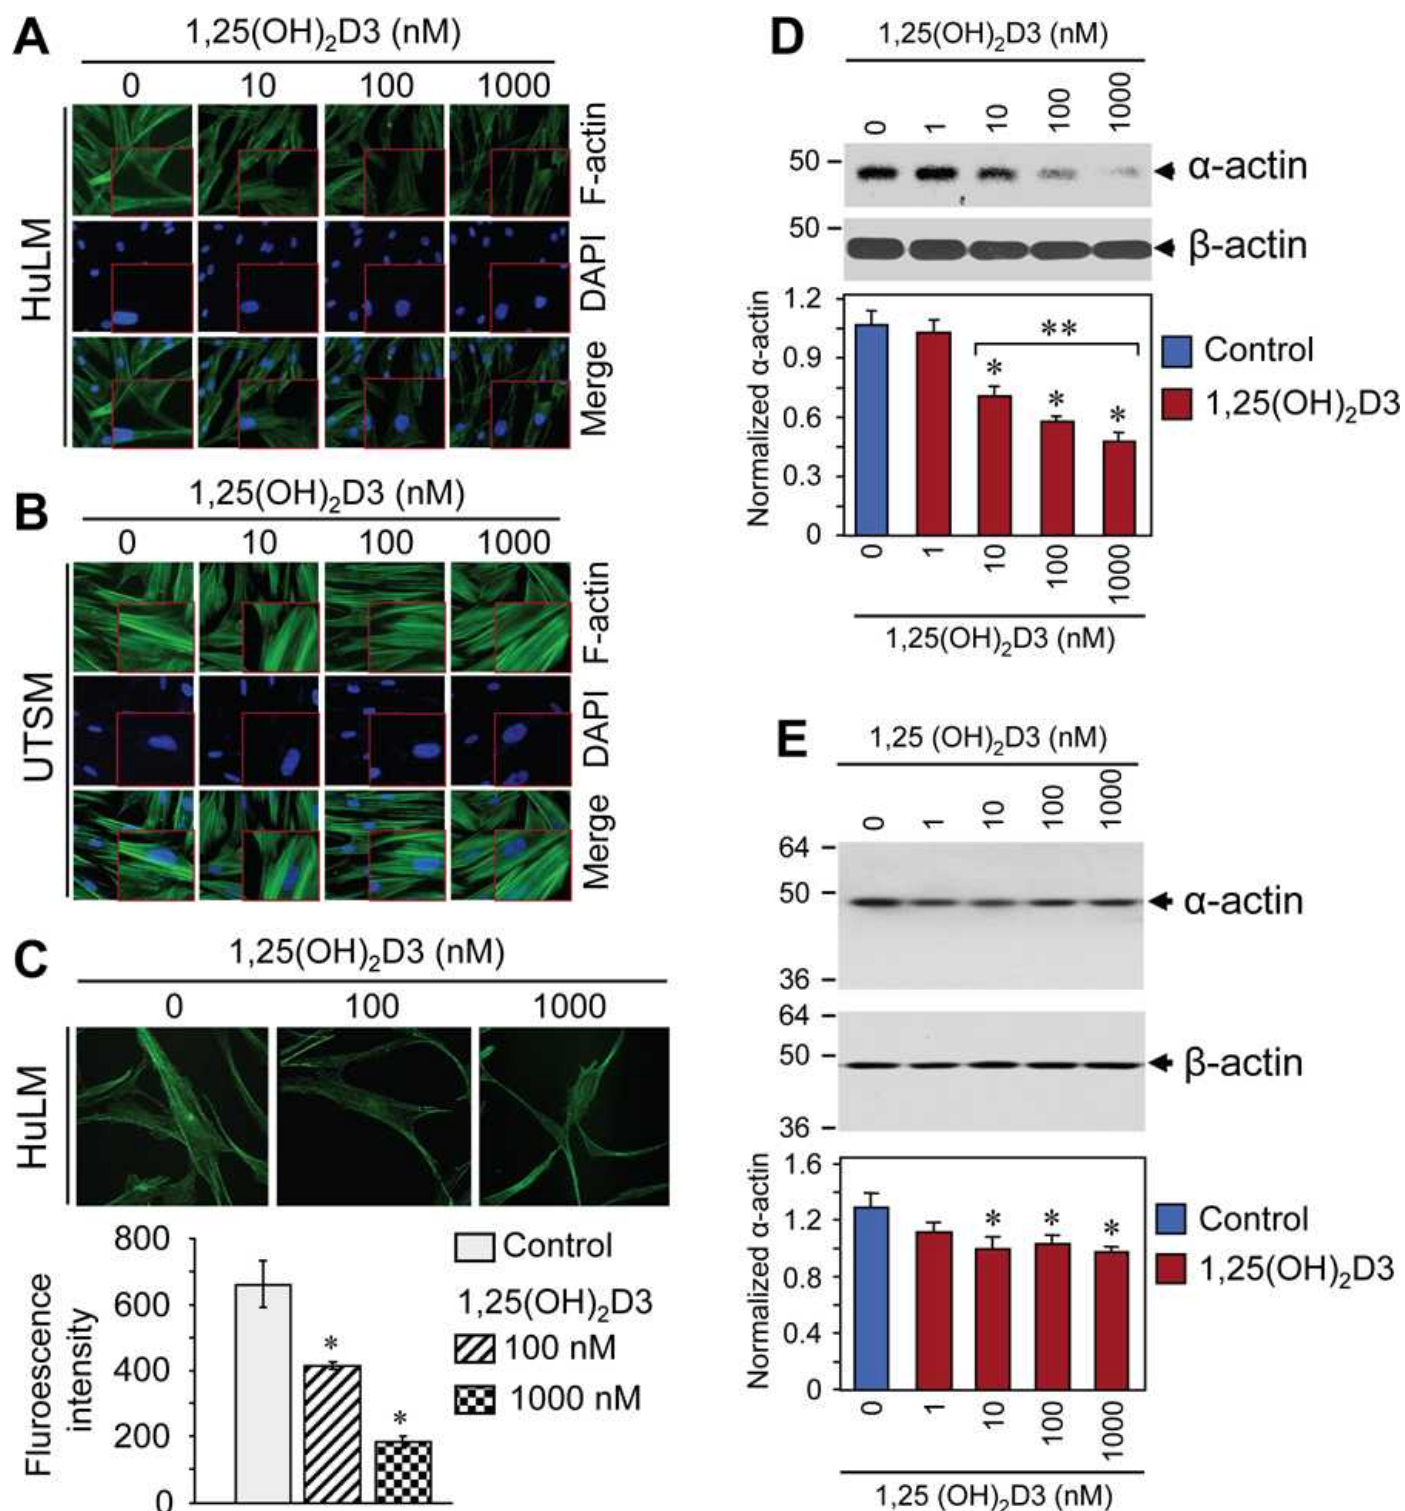 A
1,25(OH)₂D3 (nM)
0 10 100 1000
HuLM
F-actin
DAPI
Merge
B
1,25(OH)₂D3 (nM)
0 10 100 1000
UTSM
F-actin
DAPI
Merge
C
1,25(OH)₂D3 (nM)
0 100 1000
HuLM
Fluroescence
intensity
800
600
400
200
0
*
*
Control
1,25(OH)₂D3
100 nM
1000 nM
D
1,25(OH)₂D3 (nM)
0 1 10 100 1000
50
α-actin
50
β-actin
Normalized α-actin
1.2
0.9
0.6
0.3
0
**
* * *
Control
1,25(OH)₂D3
0 1 10 100 1000
1,25(OH)₂D3 (nM)
E
1,25 (OH)₂D3 (nM)
0 1 10 100 1000
64
50
36
α-actin
64
50
36
β-actin
Normalized α-actin
1.6
1.2
0.8
0.4
0
* * *
Control
1,25(OH)₂D3
0 1 10 100 1000
1,25 (OH)₂D3 (nM)